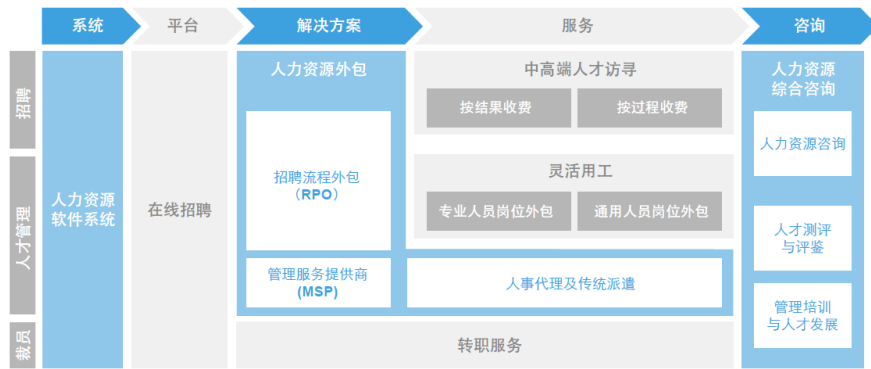 系统
平台
解决方案
服务
咨询
招聘
人才管理
裁员
人力资源
软件系统
在线招聘
人力资源外包
招聘流程外包
（RPO）
管理服务提供商
(MSP)
中高端人才访寻
按结果收费
按过程收费
灵活用工
专业人员岗位外包
通用人员岗位外包
人事代理及传统派遣
转职服务
人力资源
综合咨询
人力资源咨询
人才测评
与评鉴
管理培训
与人才发展